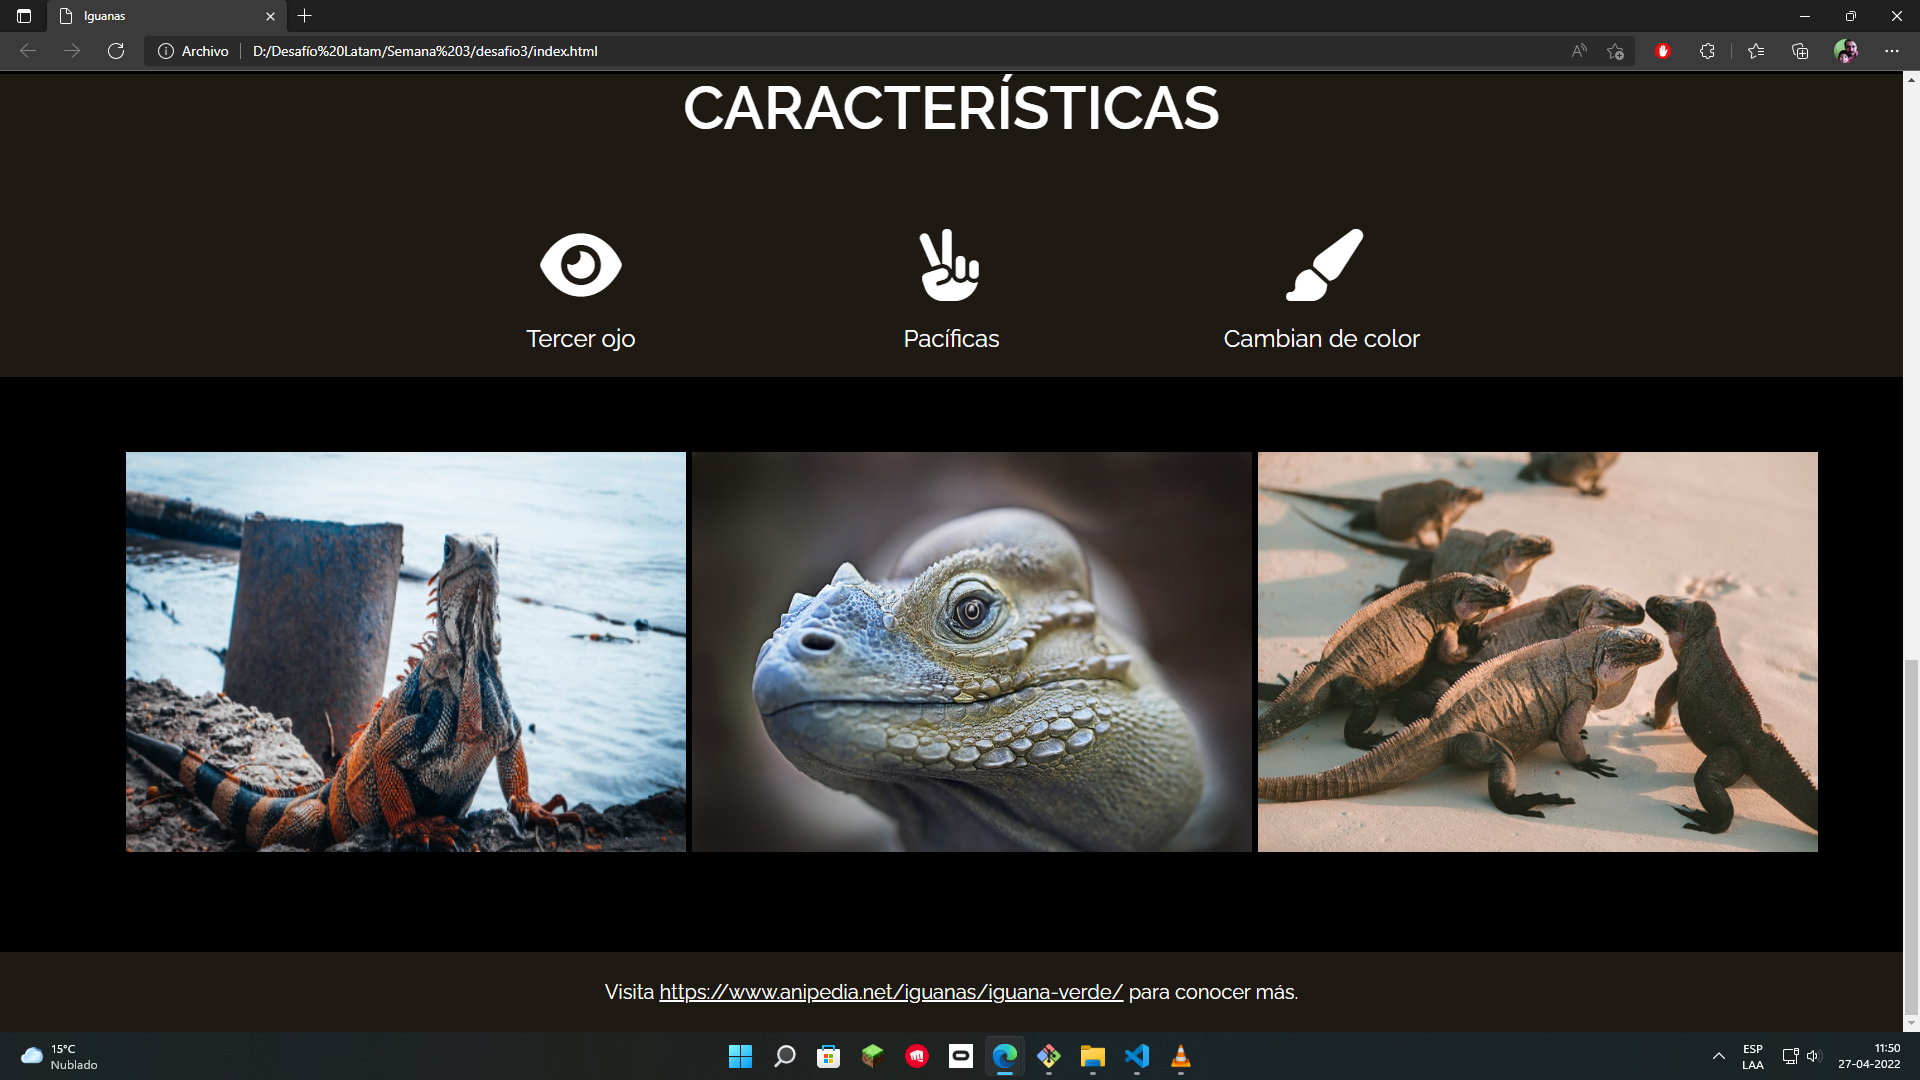 Iguanas
Archivo
D:/Desafío%20Latam/Semana%203/desafio3/index.html
CARACTERÍSTICAS
Tercer ojo
Pacíficas
Cambian de color
Visita https://www.anipedia.net/iguanas/iguana-verde/ para conocer más.
15°C
Nublado
ESP
LAA
11:50
27-04-2022